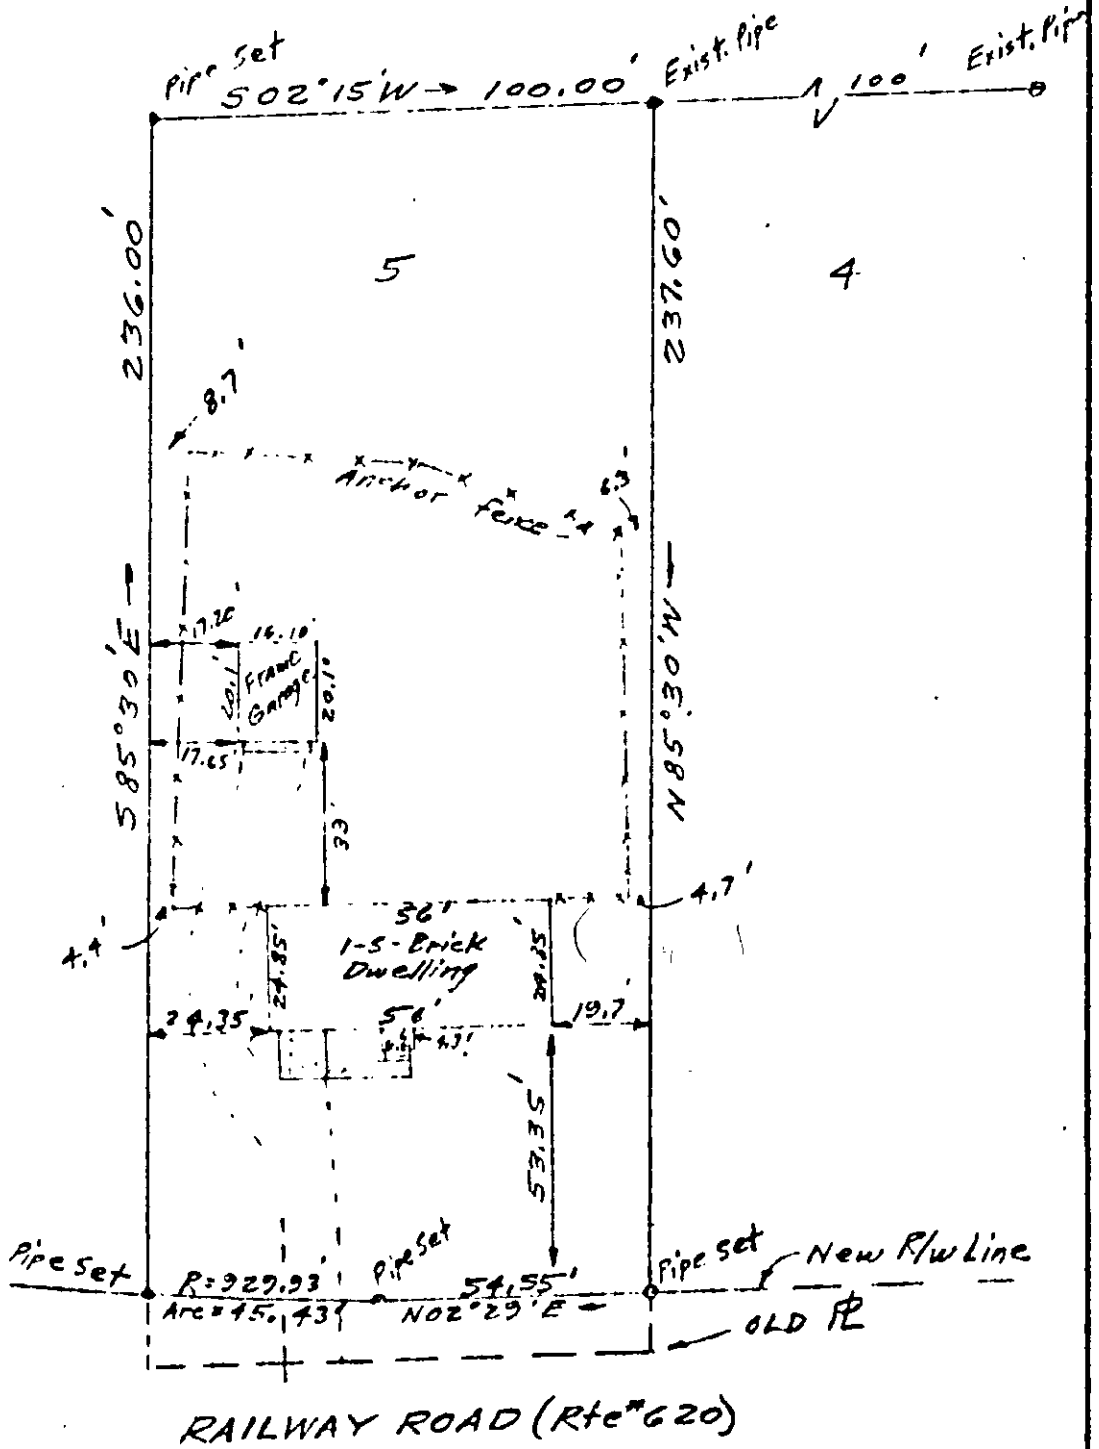 Pipe Set
S02°15'W → 100.00'
Exist. Pipe
100'
Exist. Pipe
236.00'
5
237.60'
4
8.7'
Anchor Fence
6.3'
S85°30'E →
← N85°30'W
17.20'
16.10'
20.1'
Frame
Garage
20.1'
17.65'
33'
4.4'
4.7'
56'
1-S-Brick
Dwelling
24.85'
24.85'
24.35
56'
19.7'
53.35'
Pipe Set
R=929.93'
Arc=45.43'
Pipe Set
54.55'
N02°29'E ←
Pipe Set
New R/W Line
OLD PL
RAILWAY ROAD (Rte#620)